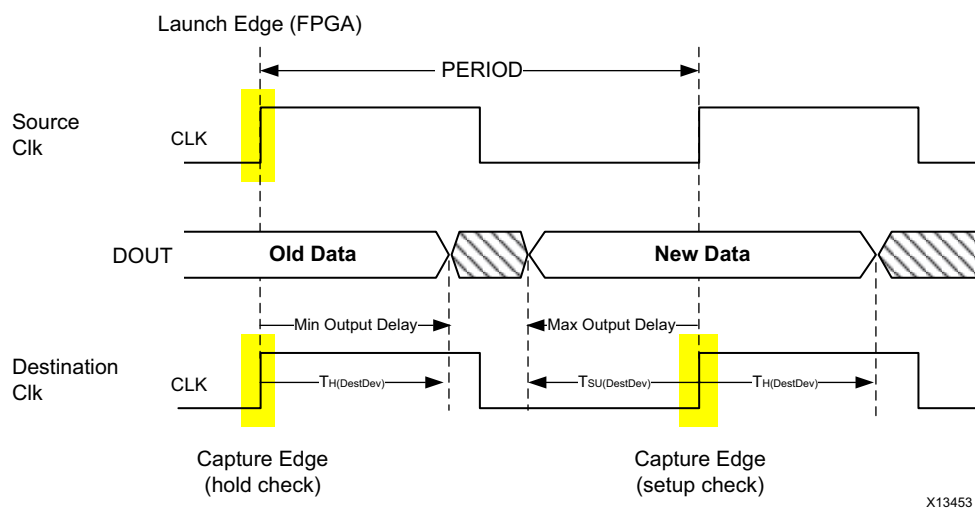 Launch Edge (FPGA)
PERIOD
Source
Clk
CLK
DOUT
Old Data
New Data
Min Output Delay
Max Output Delay
Destination
Clk
CLK
TH(DestDev)
TSU(DestDev)
TH(DestDev)
Capture Edge
(hold check)
Capture Edge
(setup check)
X13453